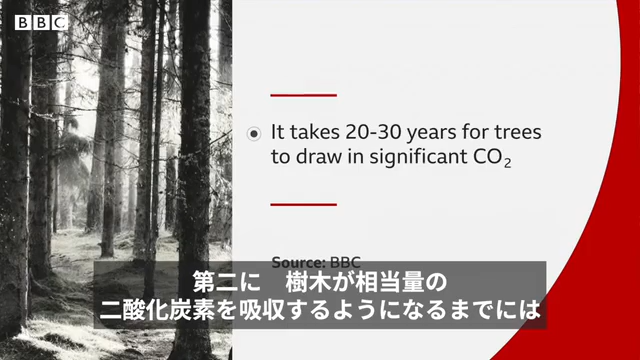 BBC
It takes 20-30 years for trees
to draw in significant CO₂
Source: BBC
第二に　樹木が相当量の
二酸化炭素を吸収するようになるまでには